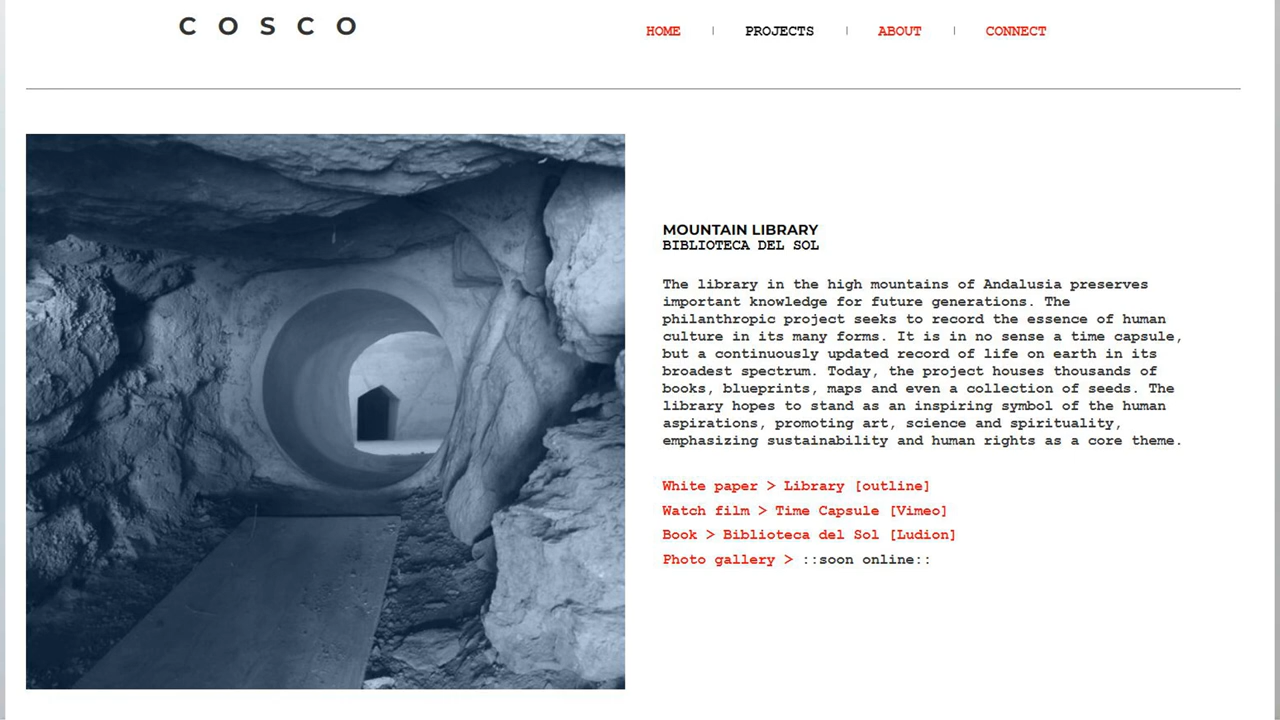 COSCO
HOME | PROJECTS | ABOUT | CONNECT
MOUNTAIN LIBRARY
BIBLIOTECA DEL SOL
The library in the high mountains of Andalusia preserves
important knowledge for future generations. The
philanthropic project seeks to record the essence of human
culture in its many forms. It is in no sense a time capsule,
but a continuously updated record of life on earth in its
broadest spectrum. Today, the project houses thousands of
books, blueprints, maps and even a collection of seeds. The
library hopes to stand as an inspiring symbol of the human
aspirations, promoting art, science and spirituality,
emphasizing sustainability and human rights as a core theme.
White paper > Library [outline]
Watch film > Time Capsule [Vimeo]
Book > Biblioteca del Sol [Ludion]
Photo gallery > ::soon online::